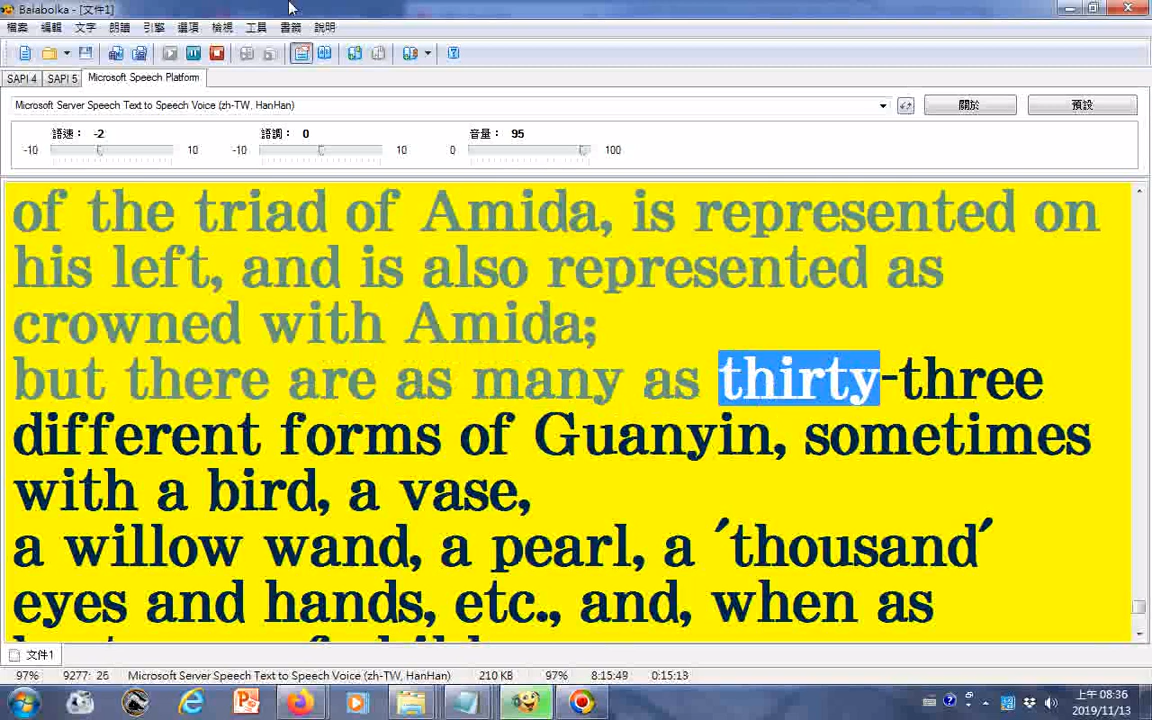 Balabolka - [文件1]
檔案 編輯 文字 朗讀 引擎 選項 檢視 工具 書籤 說明
SAPI 4 SAPI 5 Microsoft Speech Platform
Microsoft Server Speech Text to Speech Voice (zh-TW, HanHan) 關於 預設
語速： -2 語調： 0 音量： 95
-10 10 -10 10 0 100
of the triad of Amida, is represented on
his left, and is also represented as
crowned with Amida;
but there are as many as thirty-three
different forms of Guanyin, sometimes
with a bird, a vase,
a willow wand, a pearl, a ′thousand′
eyes and hands, etc., and, when as
文件1
97% 9277: 26 Microsoft Server Speech Text to Speech Voice (zh-TW, HanHan) 210 KB 97% 8:15:49 0:15:13
上午 08:36
2019/11/13